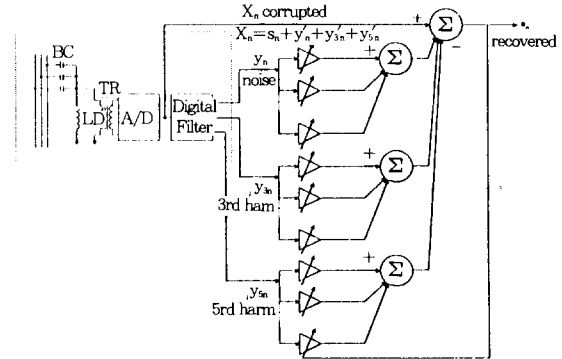 Xn corrupted
Xn=sn+y'n+y'3n+y'5n
BC
TR
LD
A/D
Digital
Filter
yn
noise
y3n
3rd ham
y5n
5rd harm
+
Σ
+
Σ
+
Σ
+
Σ
−
recovered